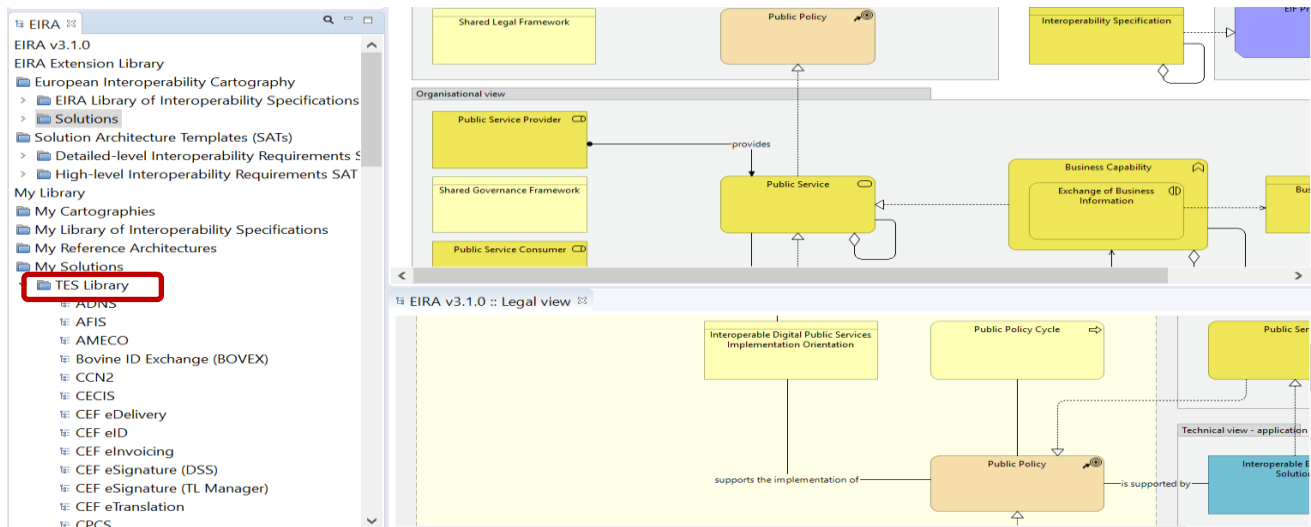 EIRA
EIRA v3.1.0
EIRA Extension Library
European Interoperability Cartography
EIRA Library of Interoperability Specifications
Solutions
Solution Architecture Templates (SATs)
Detailed-level Interoperability Requirements
High-level Interoperability Requirements SAT
My Library
My Cartographies
My Library of Interoperability Specifications
My Reference Architectures
My Solutions
TES Library
ADNS
AFIS
AMECO
Bovine ID Exchange (BOVEX)
CCN2
CECIS
CEF eDelivery
CEF eID
CEF eInvoicing
CEF eSignature (DSS)
CEF eSignature (TL Manager)
CEF eTranslation
CPCS
Shared Legal Framework
Public Policy
Interoperability Specification
Organisational view
Public Service Provider
provides
Shared Governance Framework
Public Service
Public Service Consumer
Business Capability
Exchange of Business
Information
EIRA v3.1.0 :: Legal view
Interoperable Digital Public Services
Implementation Orientation
Public Policy Cycle
Public
Technical view - application
Public Policy
Interoperable
supports the implementation of
is supported by